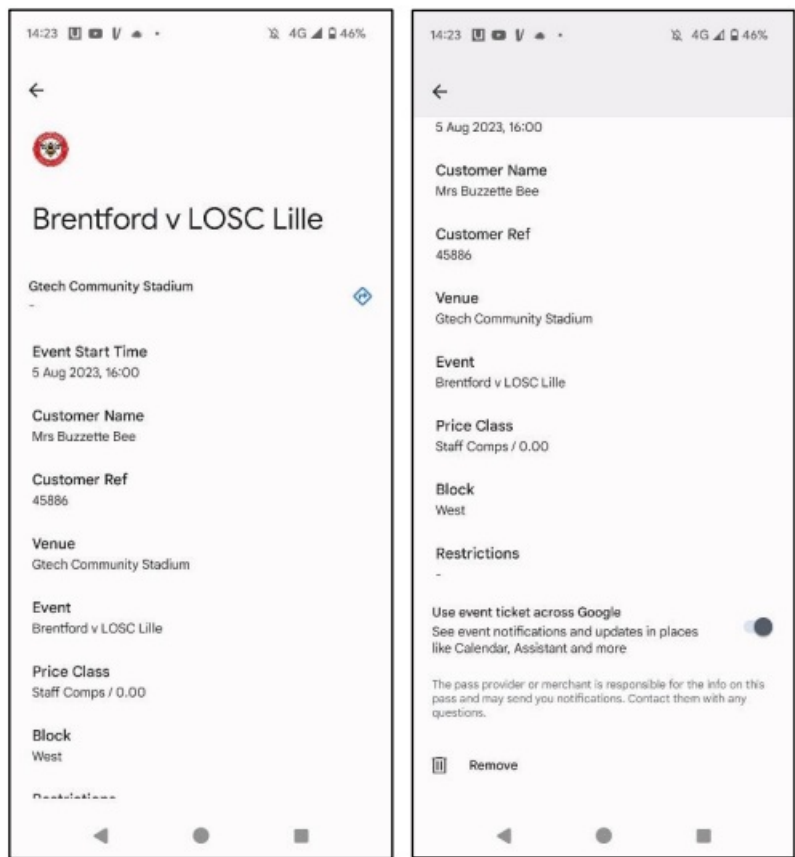 14:23
4G 46%
Brentford v LOSC Lille
Gtech Community Stadium
-
Event Start Time
5 Aug 2023, 16:00
Customer Name
Mrs Buzzette Bee
Customer Ref
45886
Venue
Gtech Community Stadium
Event
Brentford v LOSC Lille
Price Class
Staff Comps / 0.00
Block
West
Restrictions
14:23
4G 46%
5 Aug 2023, 16:00
Customer Name
Mrs Buzzette Bee
Customer Ref
45886
Venue
Gtech Community Stadium
Event
Brentford v LOSC Lille
Price Class
Staff Comps / 0.00
Block
West
Restrictions
-
Use event ticket across Google
See event notifications and updates in places
like Calendar, Assistant and more
The pass provider or merchant is responsible for the info on this
pass and may send you notifications. Contact them with any
questions.
Remove